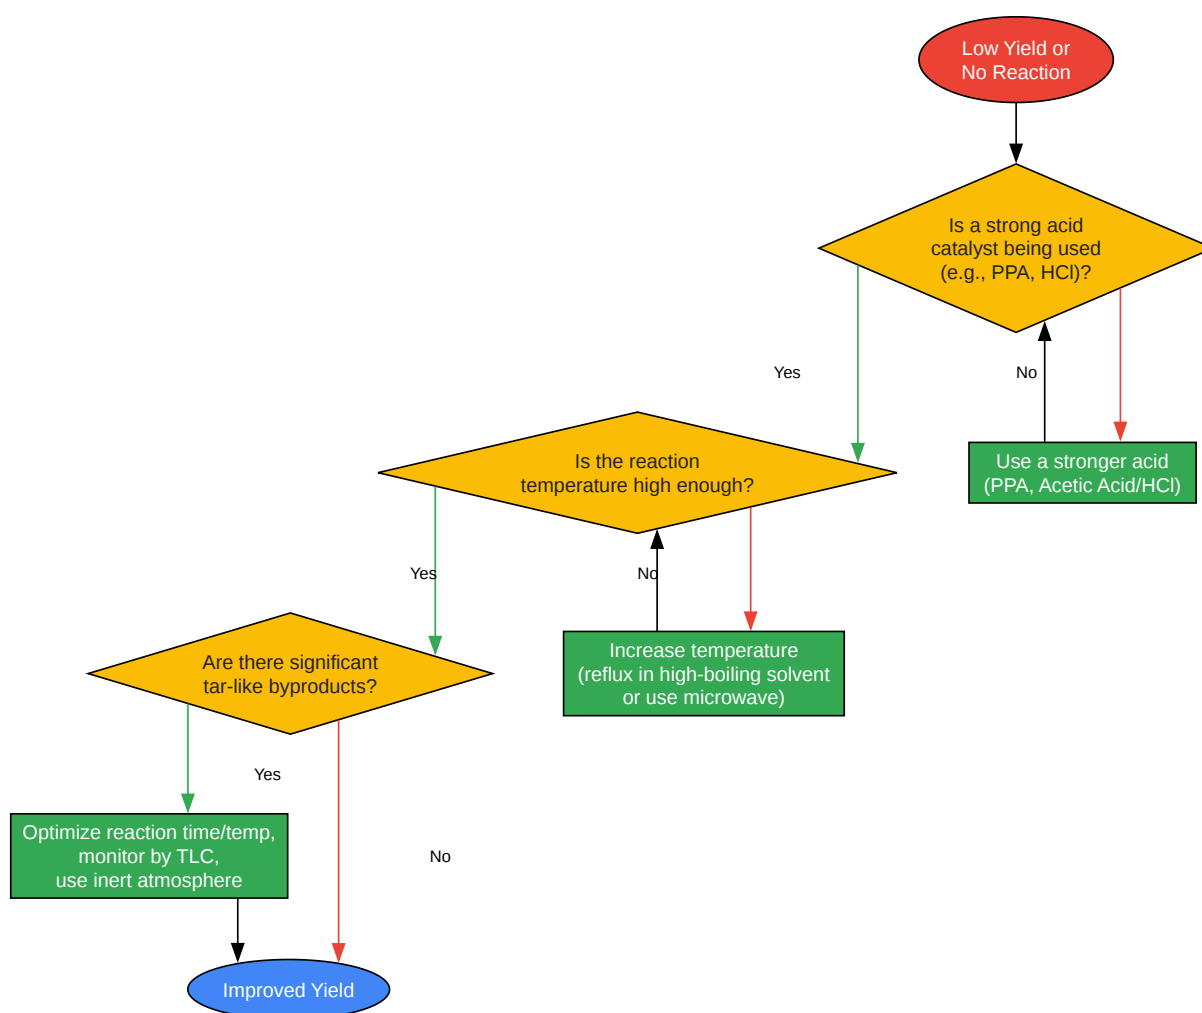 Low Yield or
No Reaction
Is a strong acid
catalyst being used
(e.g., PPA, HCl)?
Yes
No
Is the reaction
temperature high enough?
Use a stronger acid
(PPA, Acetic Acid/HCl)
Yes
No
Are there significant
tar-like byproducts?
Increase temperature
(reflux in high-boiling solvent
or use microwave)
Yes
No
Optimize reaction time/temp,
monitor by TLC,
use inert atmosphere
Improved Yield